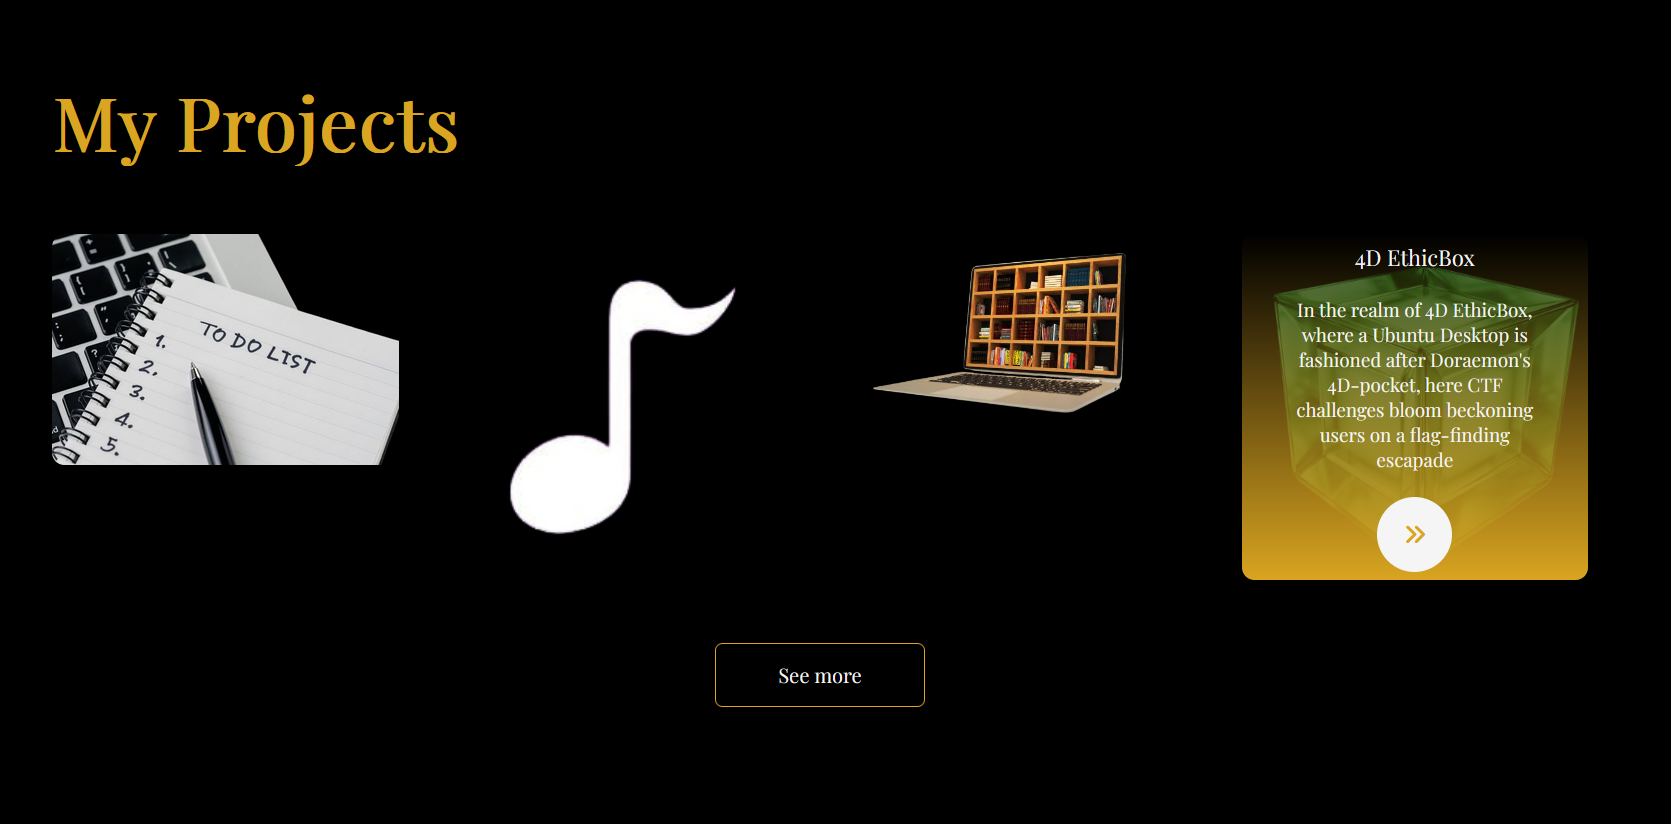 My Projects
TO DO LIST
1.
2.
3.
4.
5.
4D EthicBox
In the realm of 4D EthicBox,
where a Ubuntu Desktop is
fashioned after Doraemon's
4D-pocket, here CTF
challenges bloom beckoning
users on a flag-finding
escapade
See more